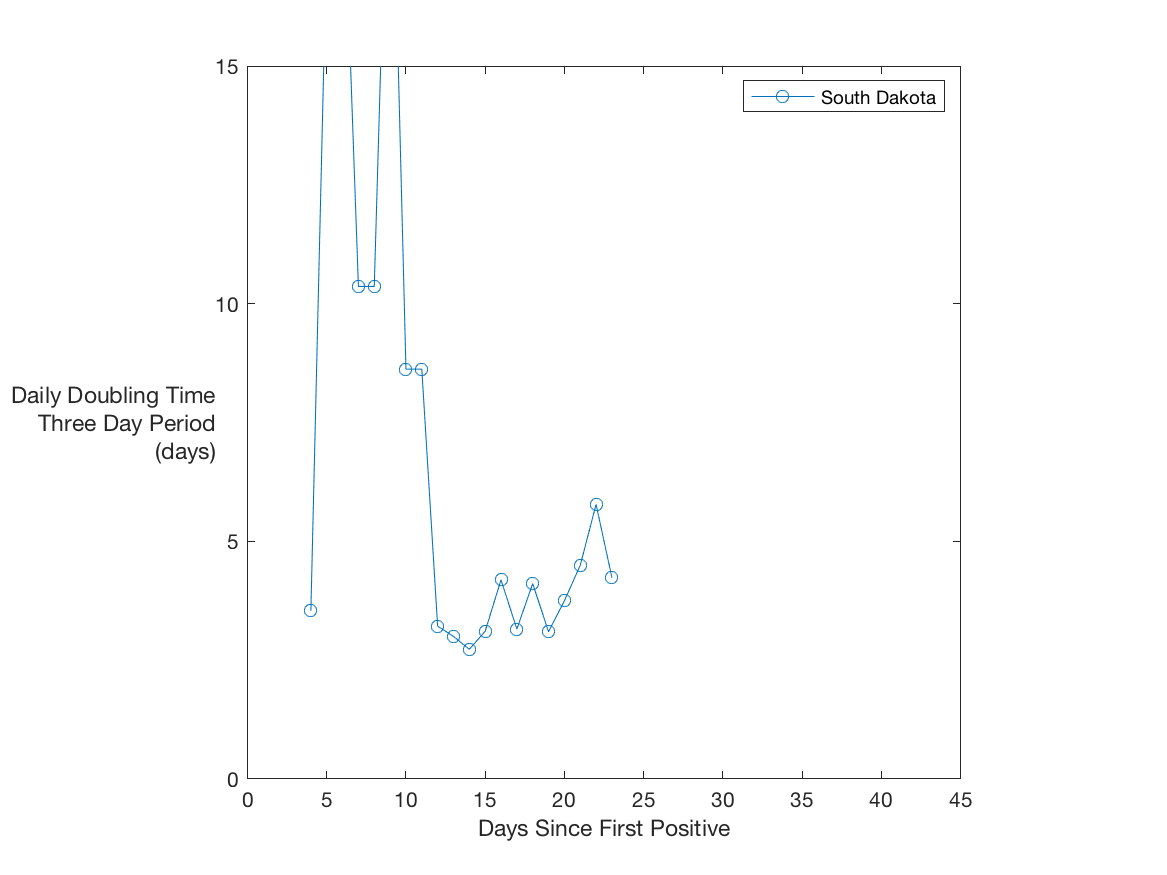 15
South Dakota
10
Daily Doubling Time
Three Day Period
(days)
5
0
0 5 10 15 20 25 30 35 40 45
Days Since First Positive